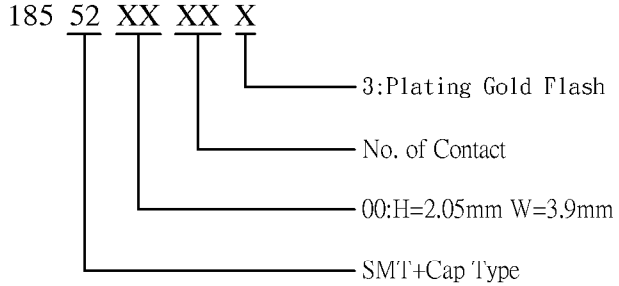 185 52 XX XX X
3:Plating Gold Flash
No. of Contact
00:H=2.05mm W=3.9mm
SMT+Cap Type